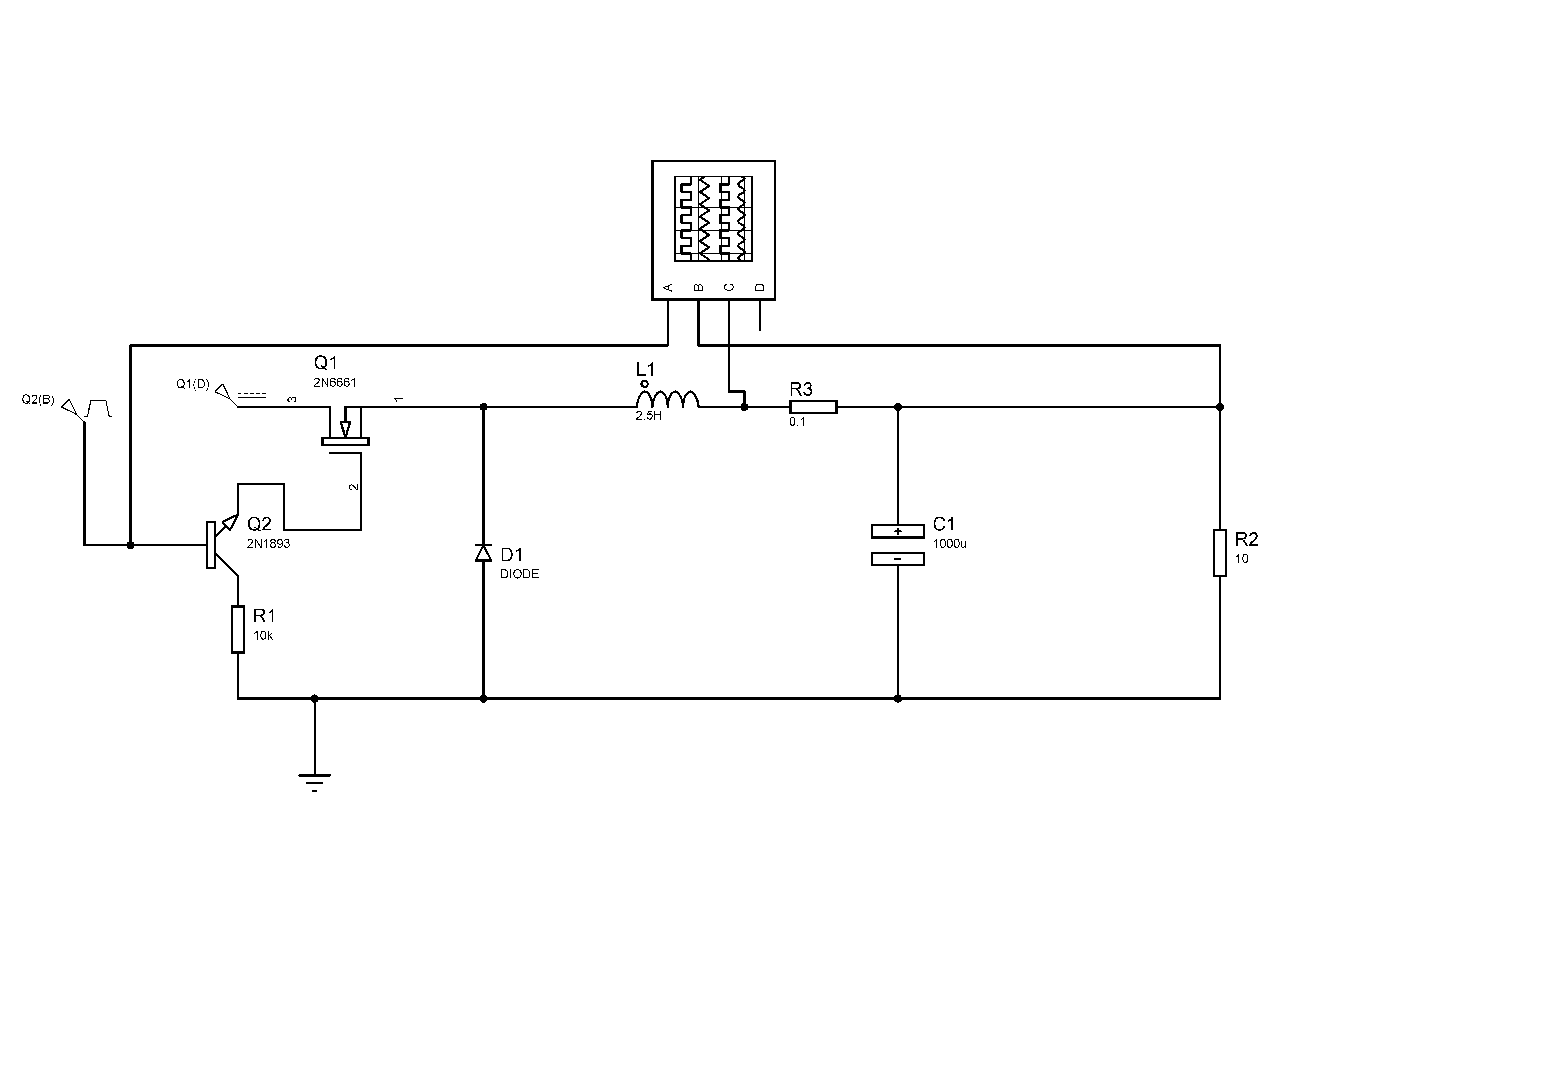 A B C D
Q1
2N6661
Q1(D)
3
1
Q2(B)
L1
2.5H
R3
0.1
2
Q2
2N1893
D1
DIODE
C1
1000u
+
-
R2
10
R1
10k